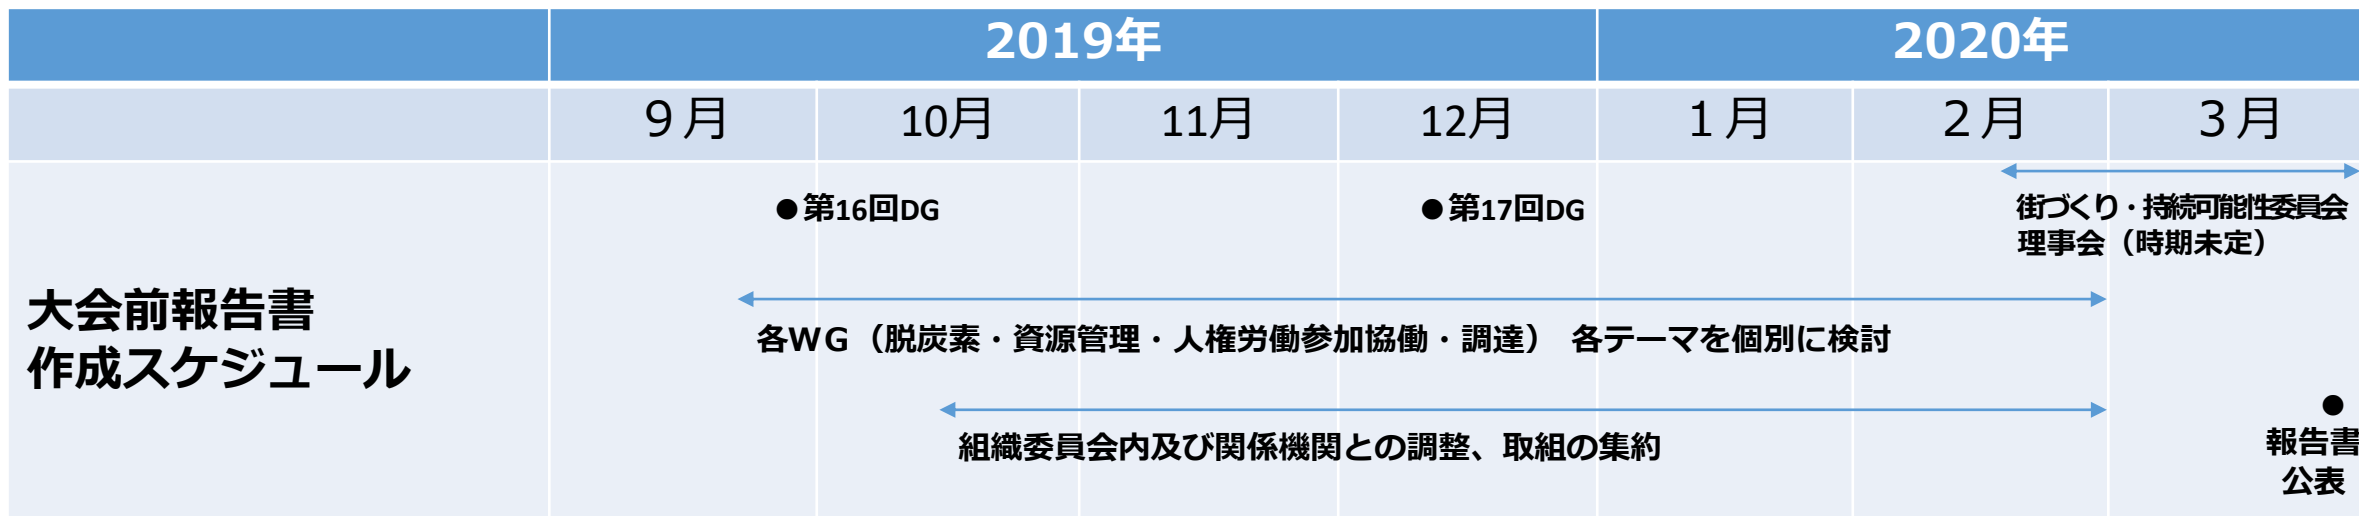 2019年 2020年
９月 10月 11月 12月 １月 ２月 ３月
●第16回DG ●第17回DG
街づくり・持続可能性委員会
理事会（時期未定）
大会前報告書
作成スケジュール
各ＷＧ（脱炭素・資源管理・人権労働参加協働・調達） 各テーマを個別に検討
組織委員会内及び関係機関との調整、取組の集約
●
報告書
公表